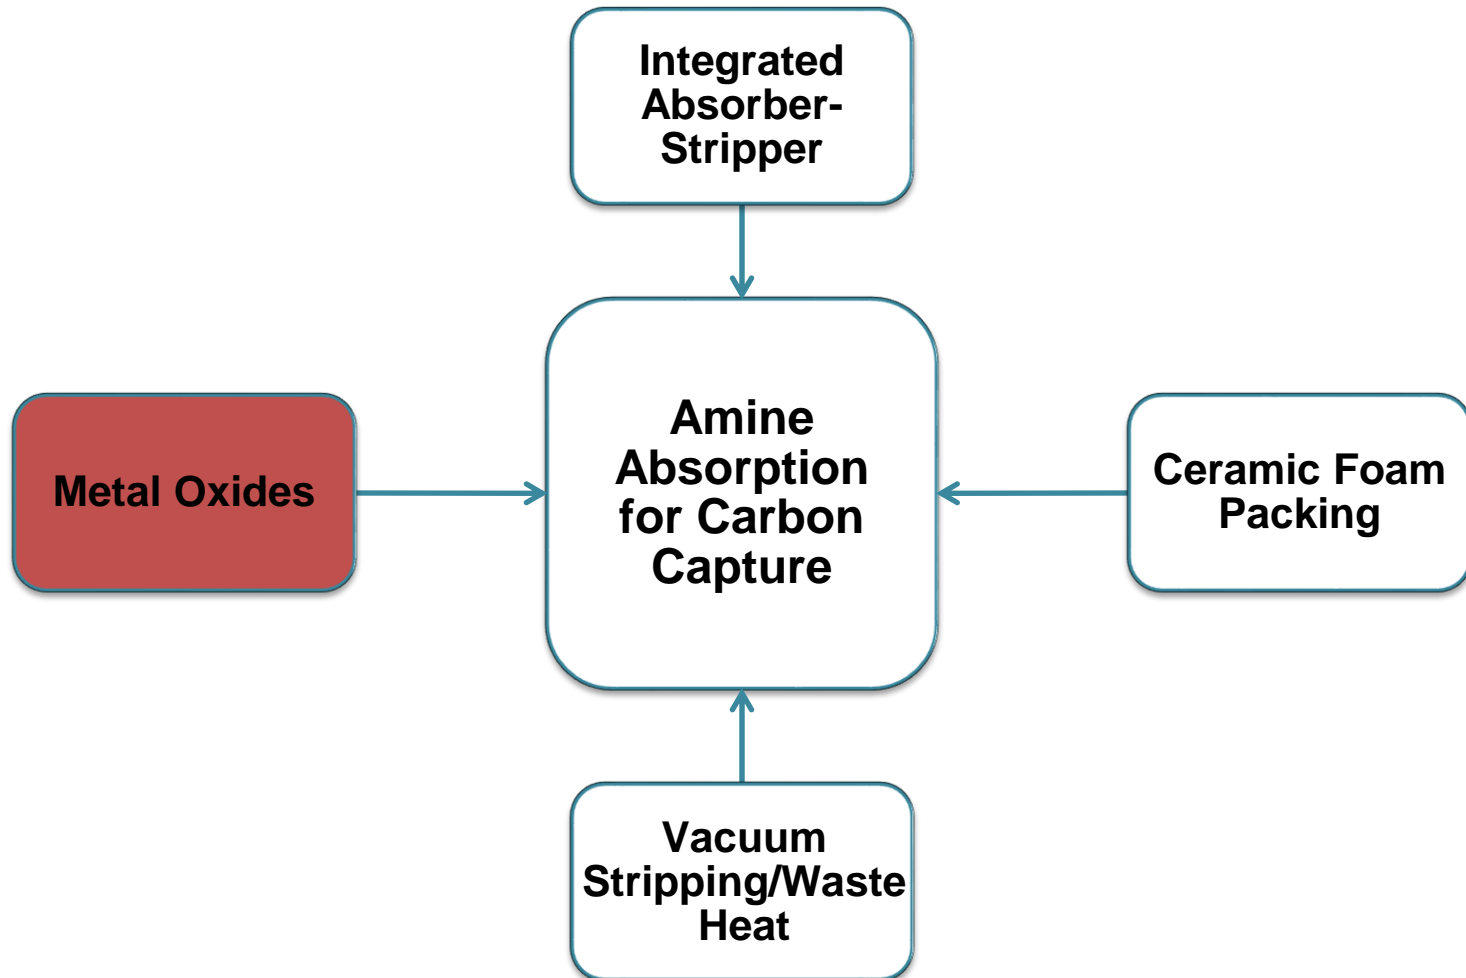 Integrated
Absorber-
Stripper
Metal Oxides
Amine
Absorption
for Carbon
Capture
Ceramic Foam
Packing
Vacuum
Stripping/Waste
Heat